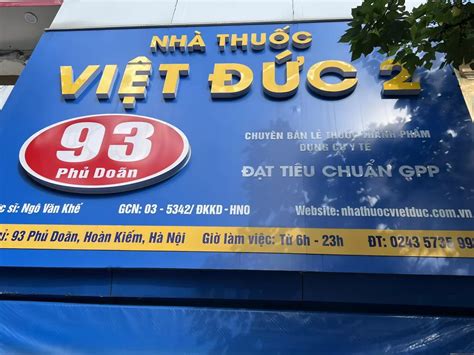 NHÀ THUỐC
VIỆT ĐỨC 2
93
Phủ Doãn
CHUYÊN BÁN LẺ THUỐC THÀNH PHẨM
DỤNG CỤ Y TẾ
ĐẠT TIÊU CHUẨN GPP
sĩ: Ngô Văn Khế GCN: 03 - 5342/ ĐKKD - HNO Website: nhathuocvietduc.com.vn
93 Phủ Doãn, Hoàn Kiếm, Hà Nội Giờ làm việc: Từ 6h - 23h ĐT: 0243 5736